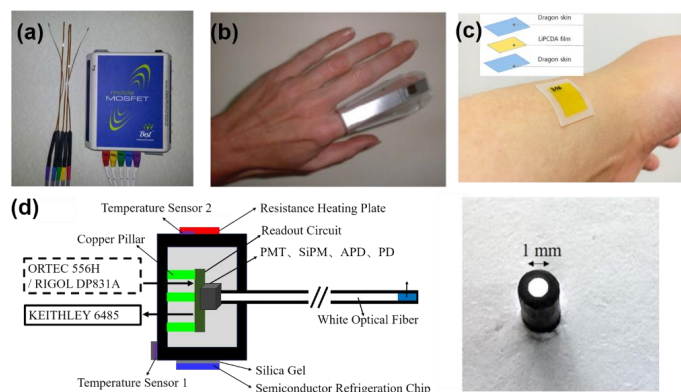 (a)
mobile
MOSFET
Best
(b)
(c)
Dragon skin
LiPCDA film
Dragon skin
(d)
Temperature Sensor 2
Resistance Heating Plate
Readout Circuit
Copper Pillar
PMT、SiPM、APD、PD
ORTEC 556H
/ RIGOL DP831A
KEITHLEY 6485
White Optical Fiber
Silica Gel
Temperature Sensor 1
Semiconductor Refrigeration Chip
1 mm